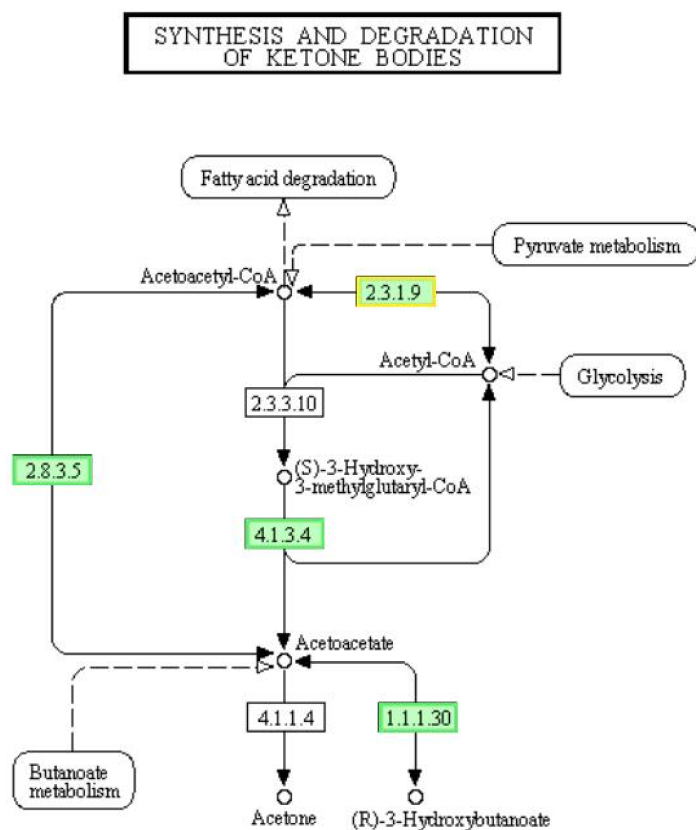 SYNTHESIS AND DEGRADATION
OF KETONE BODIES
Fatty acid degradation
Pyruvate metabolism
Acetoacetyl-CoA
2.3.1.9
Acetyl-CoA
Glycolysis
2.3.3.10
2.8.3.5
(S)-3-Hydroxy-
3-methylglutaryl-CoA
4.1.3.4
Acetoacetate
4.1.1.4
1.1.1.30
Butanoate
metabolism
Acetone
(R)-3-Hydroxybutanoate